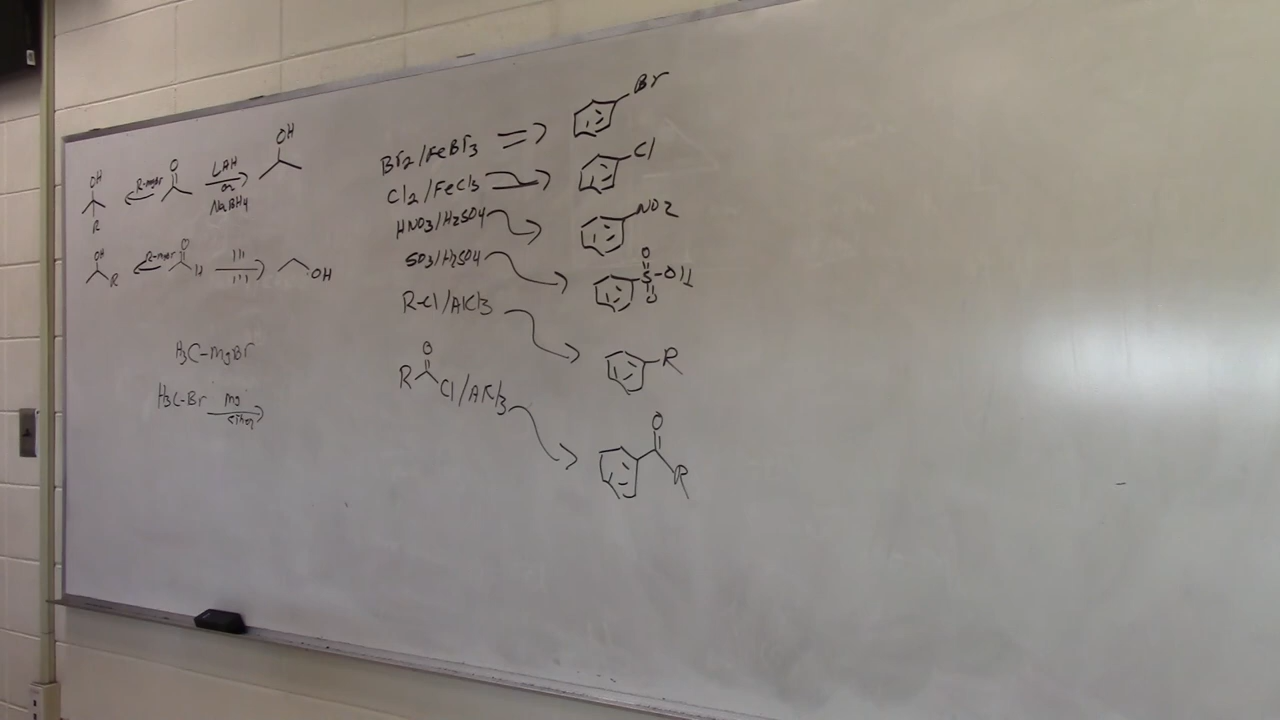 OH
R
R-mgBr
O
LAH
or
NaBH4
OH
OH
R
R-mgBr
O
H
" "
" "
OH
H3C-mgBr
H3C-Br mg
ether
Br2/FeBr3
Br
Cl2/FeCl3
Cl
HNO3/H2SO4
NO2
SO3/H2SO4
O
S-OH
O
R-Cl/AlCl3
R
O
R Cl/AlCl3
O
R